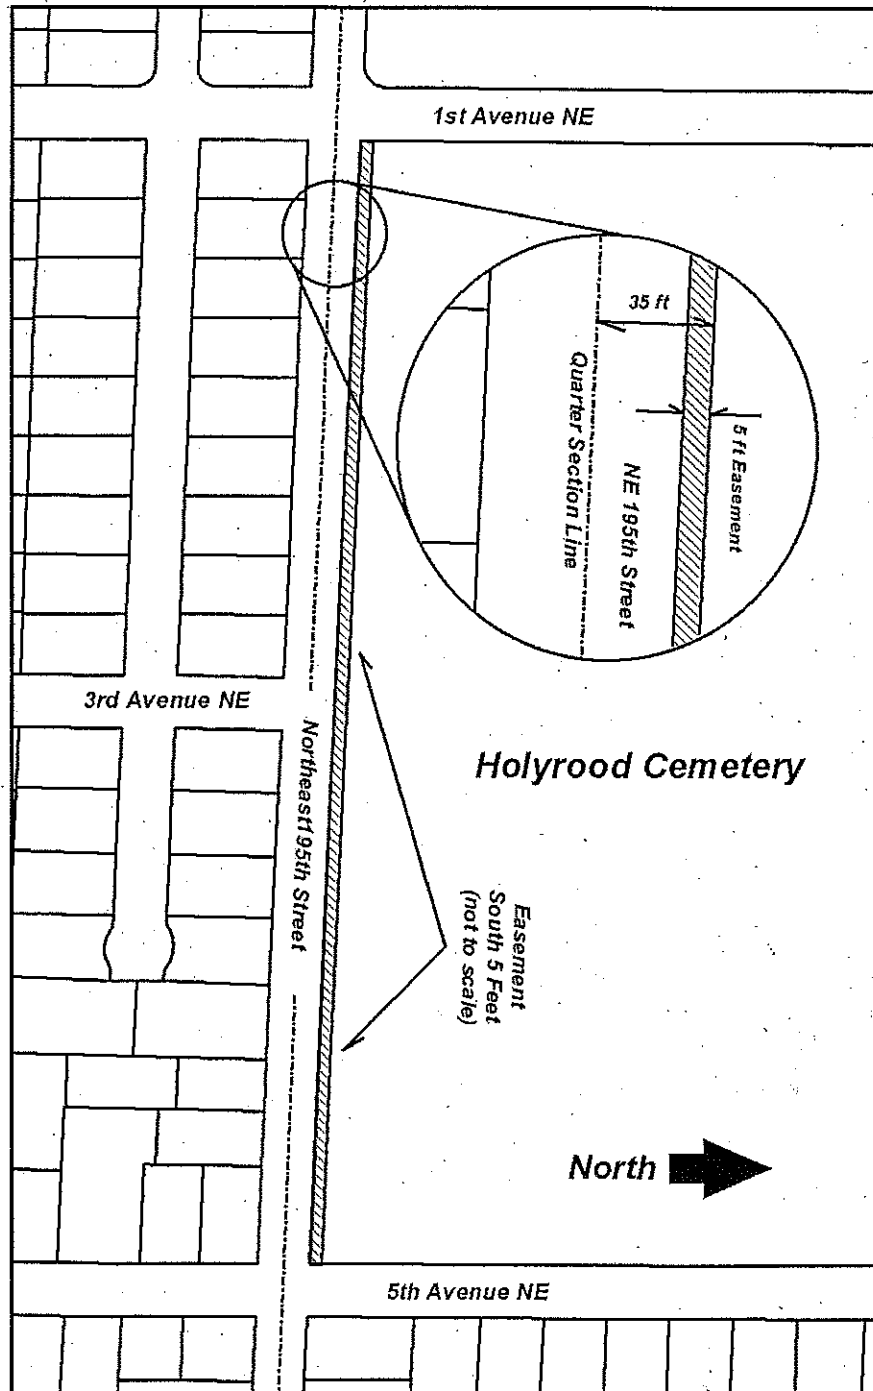 1st Avenue NE
35 ft
Quarter Section Line
NE 195th Street
5 ft Easement
3rd Avenue NE
Northeast195th Street
Holyrood Cemetery
Easement
South 5 Feet
(not to scale)
North
5th Avenue NE